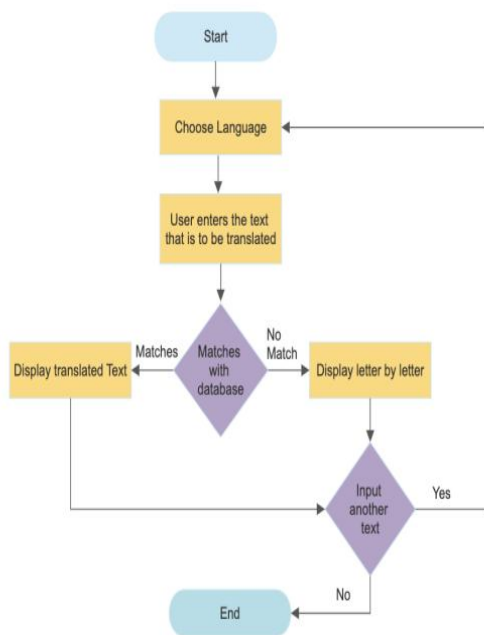 Start
Choose Language
User enters the text
that is to be translated
Matches
No
Match
Matches
with
database
Display translated Text
Display letter by letter
Input
another
text
Yes
No
End